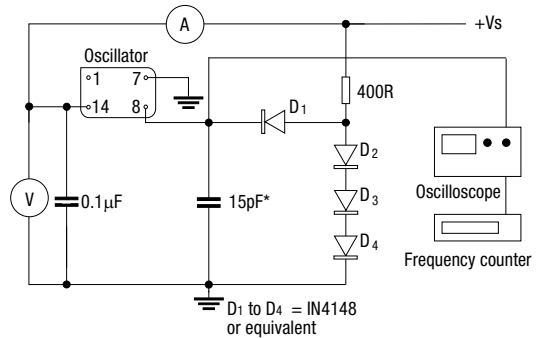 A
+Vs
Oscillator
1 7
14 8
400R
D1
D2
V
0.1μF
15pF*
D3
Oscilloscope
D4
Frequency counter
D1 to D4 = IN4148
or equivalent